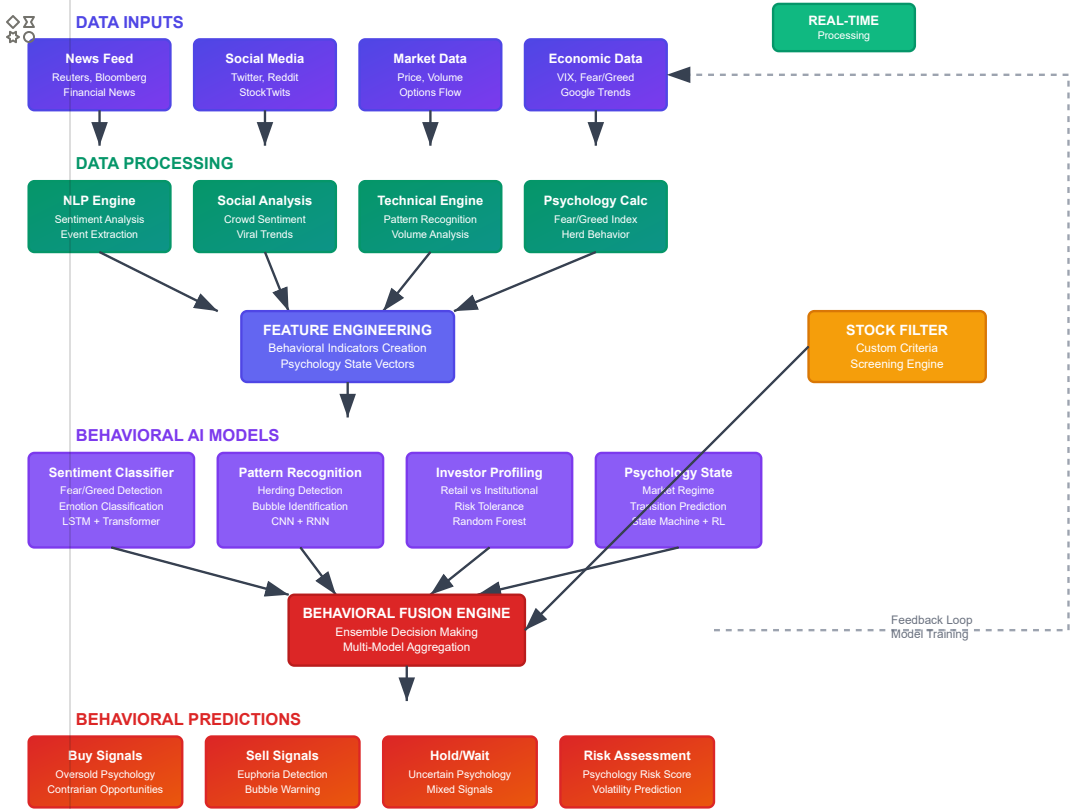 DATA INPUTS
REAL-TIME
Processing
News Feed
Reuters, Bloomberg
Financial News
Social Media
Twitter, Reddit
StockTwits
Market Data
Price, Volume
Options Flow
Economic Data
VIX, Fear/Greed
Google Trends
DATA PROCESSING
NLP Engine
Sentiment Analysis
Event Extraction
Social Analysis
Crowd Sentiment
Viral Trends
Technical Engine
Pattern Recognition
Volume Analysis
Psychology Calc
Fear/Greed Index
Herd Behavior
FEATURE ENGINEERING
Behavioral Indicators Creation
Psychology State Vectors
STOCK FILTER
Custom Criteria
Screening Engine
BEHAVIORAL AI MODELS
Sentiment Classifier
Fear/Greed Detection
Emotion Classification
LSTM + Transformer
Pattern Recognition
Herding Detection
Bubble Identification
CNN + RNN
Investor Profiling
Retail vs Institutional
Risk Tolerance
Random Forest
Psychology State
Market Regime
Transition Prediction
State Machine + RL
BEHAVIORAL FUSION ENGINE
Ensemble Decision Making
Multi-Model Aggregation
Feedback Loop
Model Training
BEHAVIORAL PREDICTIONS
Buy Signals
Oversold Psychology
Contrarian Opportunities
Sell Signals
Euphoria Detection
Bubble Warning
Hold/Wait
Uncertain Psychology
Mixed Signals
Risk Assessment
Psychology Risk Score
Volatility Prediction